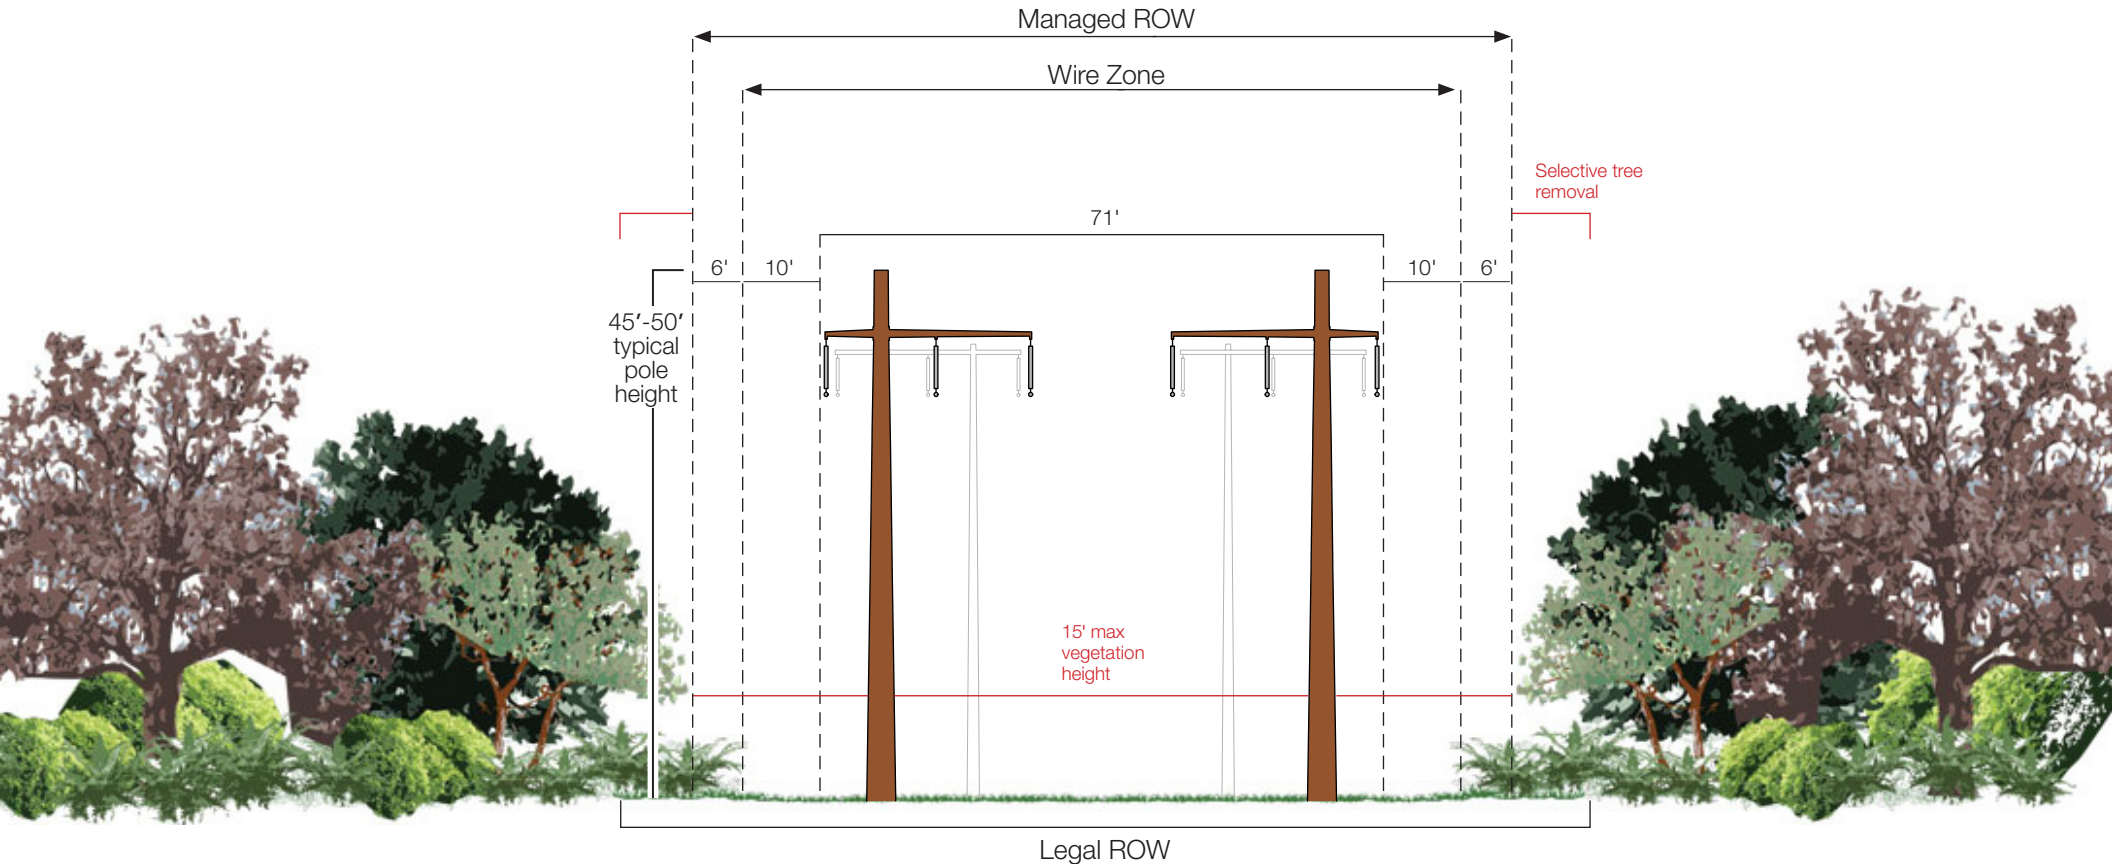 Managed ROW
Wire Zone
Selective tree
removal
71'
6'
10'
10'
6'
45′-50′
typical
pole
height
15' max
vegetation
height
Legal ROW